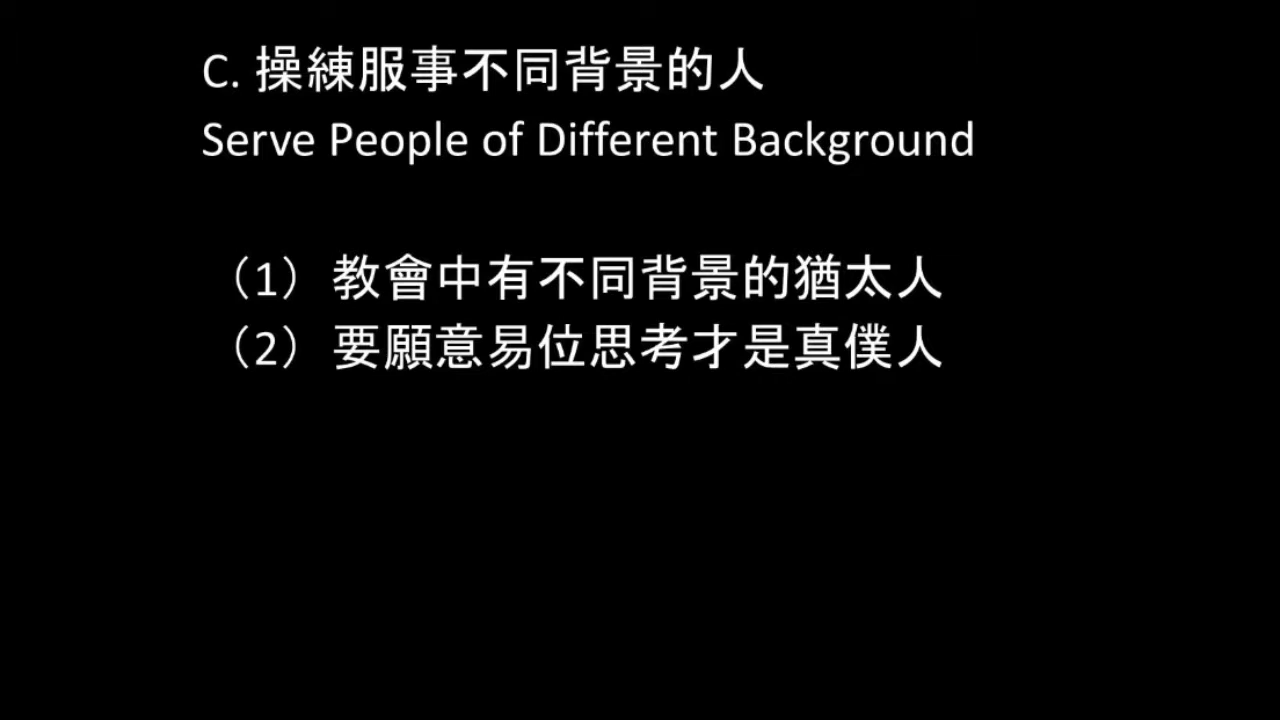 C. 操練服事不同背景的人
Serve People of Different Background
（1）教會中有不同背景的猶太人
（2）要願意易位思考才是真僕人